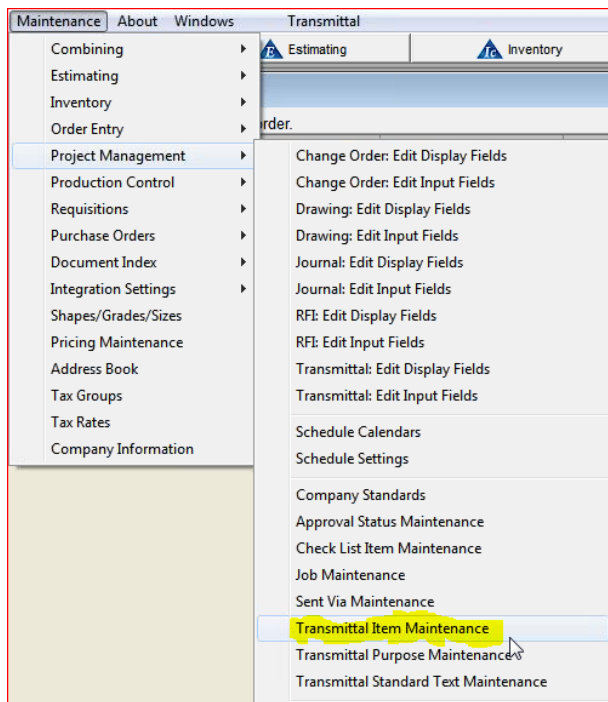 Maintenance About Windows Transmittal
Combining
Estimating
Inventory
Order Entry
Project Management
Production Control
Requisitions
Purchase Orders
Document Index
Integration Settings
Shapes/Grades/Sizes
Pricing Maintenance
Address Book
Tax Groups
Tax Rates
Company Information
E Estimating
Ic Inventory
order.
Change Order: Edit Display Fields
Change Order: Edit Input Fields
Drawing: Edit Display Fields
Drawing: Edit Input Fields
Journal: Edit Display Fields
Journal: Edit Input Fields
RFI: Edit Display Fields
RFI: Edit Input Fields
Transmittal: Edit Display Fields
Transmittal: Edit Input Fields
Schedule Calendars
Schedule Settings
Company Standards
Approval Status Maintenance
Check List Item Maintenance
Job Maintenance
Sent Via Maintenance
Transmittal Item Maintenance
Transmittal Purpose Maintenance
Transmittal Standard Text Maintenance